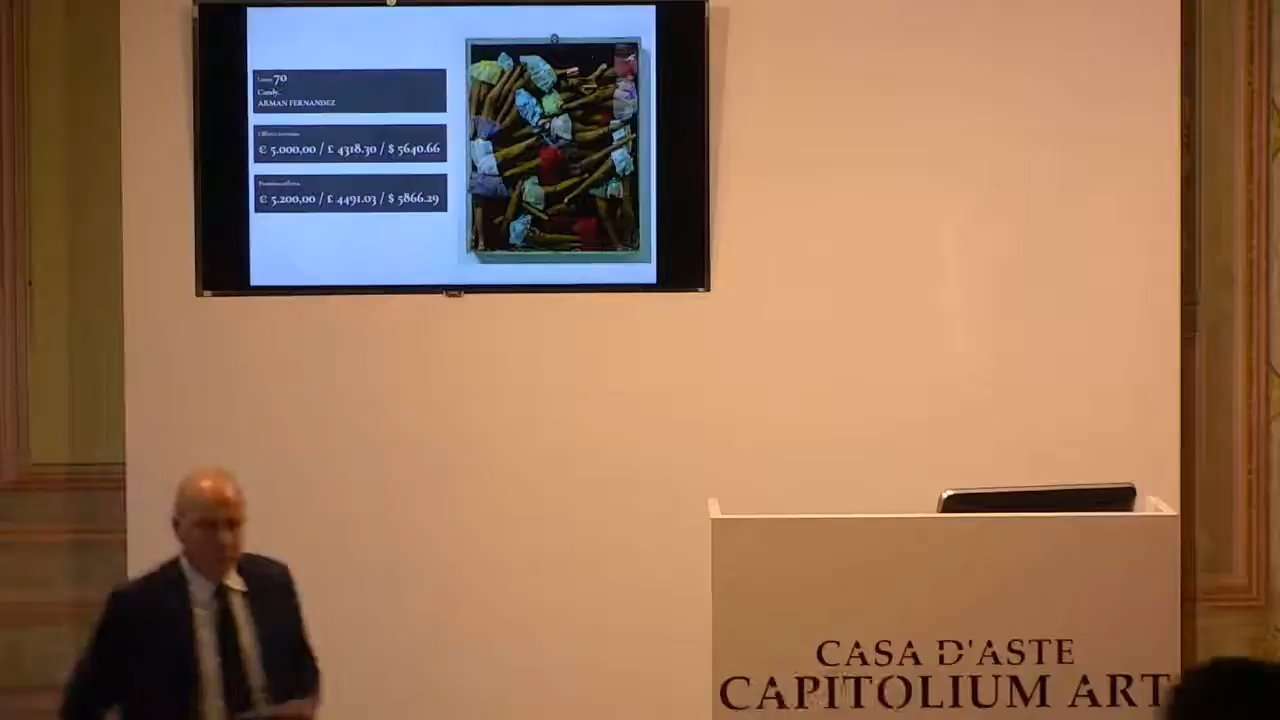 70
Candy.
ARMAN FERNANDEZ
€ 5.000,00 / £ 4318.30 / $ 5640.66
€ 5.200,00 / £ 4491.03 / $ 5866.29
CASA D'ASTE
CAPITOLIUM ART